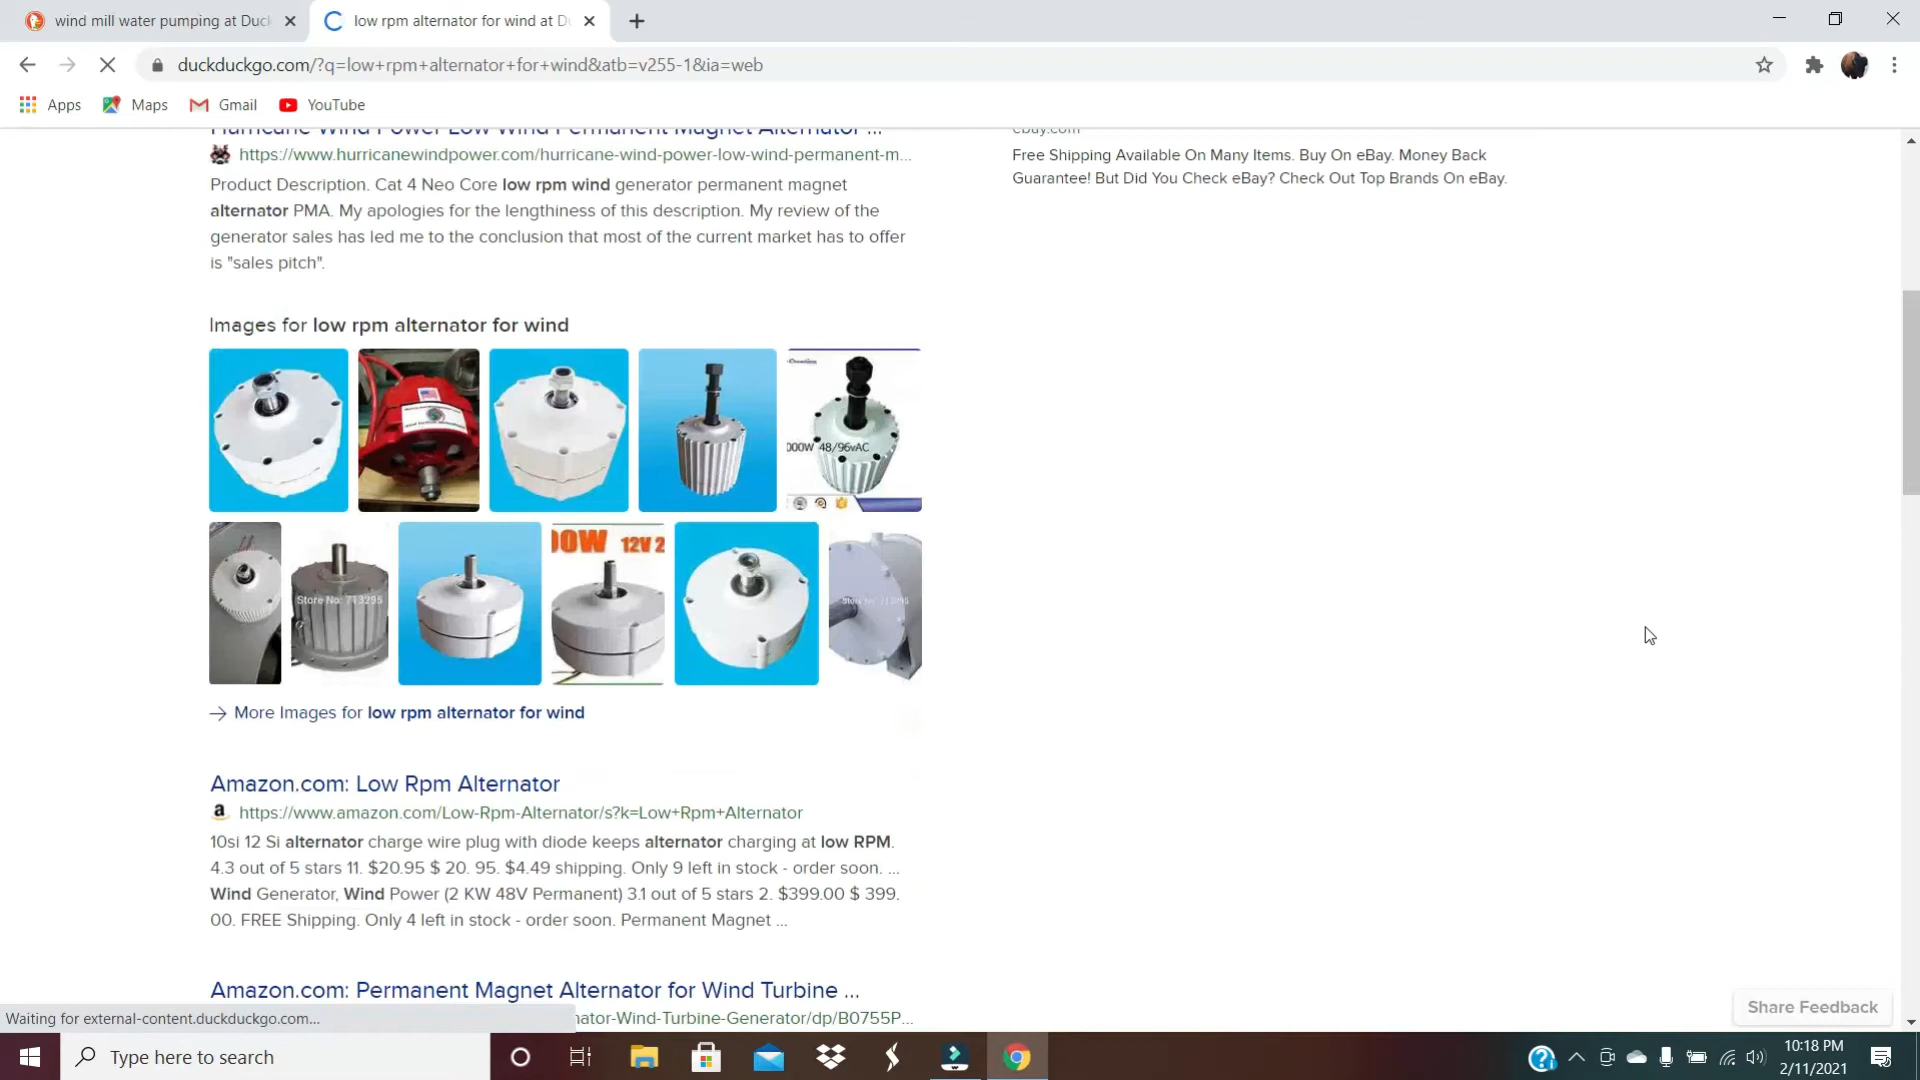 wind mill water pumping at Duck
low rpm alternator for wind at D
duckduckgo.com/?q=low+rpm+alternator+for+wind&atb=v255-1&ia=web
Apps
Maps
Gmail
YouTube
Hurricane Wind Power Low Wind Permanent Magnet Alternator ...
https://www.hurricanewindpower.com/hurricane-wind-power-low-wind-permanent-m...
Product Description. Cat 4 Neo Core low rpm wind generator permanent magnet
alternator PMA. My apologies for the lengthiness of this description. My review of the
generator sales has led me to the conclusion that most of the current market has to offer
is "sales pitch".
ebay.com
Free Shipping Available On Many Items. Buy On eBay. Money Back
Guarantee! But Did You Check eBay? Check Out Top Brands On eBay.
Images for low rpm alternator for wind
000W 48/96vAC
Store No: 713295
00W 12V 2
More Images for low rpm alternator for wind
Amazon.com: Low Rpm Alternator
https://www.amazon.com/Low-Rpm-Alternator/s?k=Low+Rpm+Alternator
10si 12 Si alternator charge wire plug with diode keeps alternator charging at low RPM.
4.3 out of 5 stars 11. $20.95 $ 20. 95. $4.49 shipping. Only 9 left in stock - order soon. ...
Wind Generator, Wind Power (2 KW 48V Permanent) 3.1 out of 5 stars 2. $399.00 $ 399.
00. FREE Shipping. Only 4 left in stock - order soon. Permanent Magnet ...
Amazon.com: Permanent Magnet Alternator for Wind Turbine ...
nator-Wind-Turbine-Generator/dp/B0755P...
Share Feedback
Waiting for external-content.duckduckgo.com...
Type here to search
10:18 PM
2/11/2021